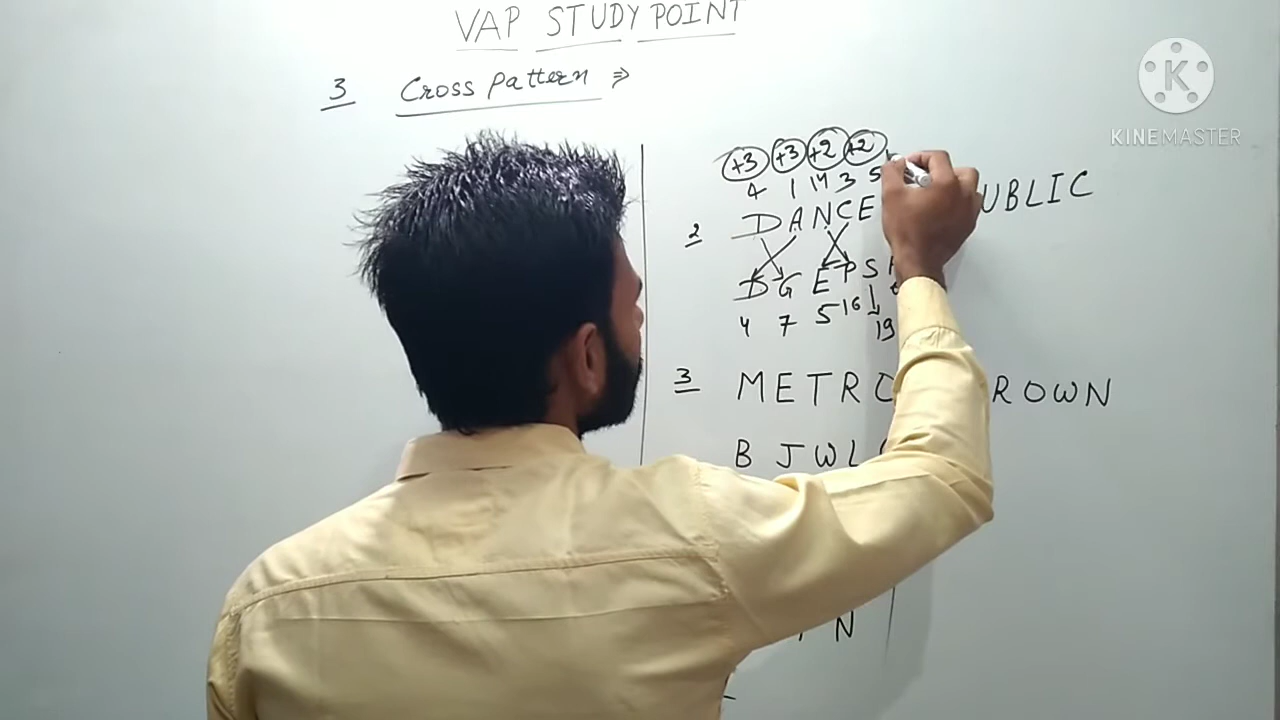 VAP STUDY POINT
3 Cross Pattern ⇒
K
KINEMASTER
+3 +3 +2 +2
4 1 14 3 5
2 DANCE UBLIC
D G E P S
4 7 5 16 19
3 METRO ROWN
B J W L
N